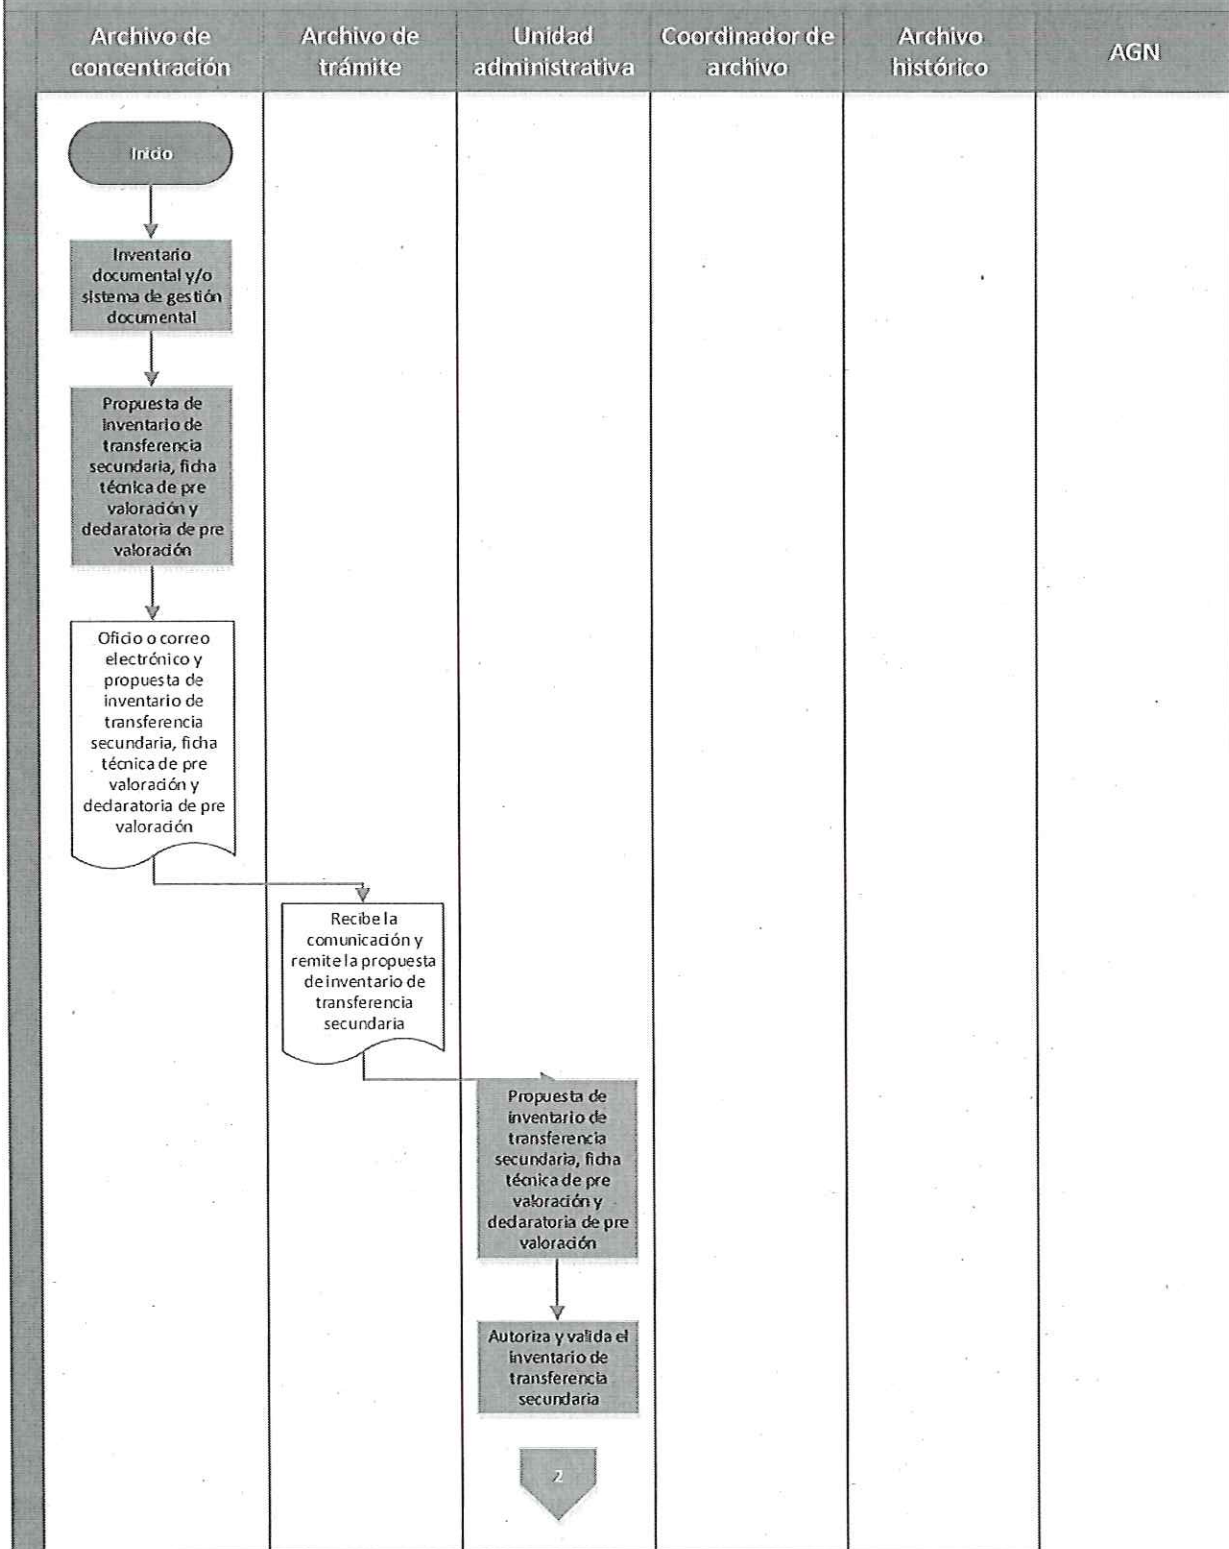 Archivo de
concentración
Archivo de
trámite
Unidad
administrativa
Coordinador de
archivo
Archivo
histórico
AGN
Inicio
Inventario
documental y/o
sistema de gestión
documental
Propuesta de
inventario de
transferencia
secundaria, ficha
técnica de pre
valoración y
declaratoria de pre
valoración
Oficio o correo
electrónico y
propuesta de
inventario de
transferencia
secundaria, ficha
técnica de pre
valoración y
declaratoria de pre
valoración
Recibe la
comunicación y
remite la propuesta
de inventario de
transferencia
secundaria
Propuesta de
inventario de
transferencia
secundaria, ficha
técnica de pre
valoración y
declaratoria de pre
valoración
Autoriza y valida el
inventario de
transferencia
secundaria
2